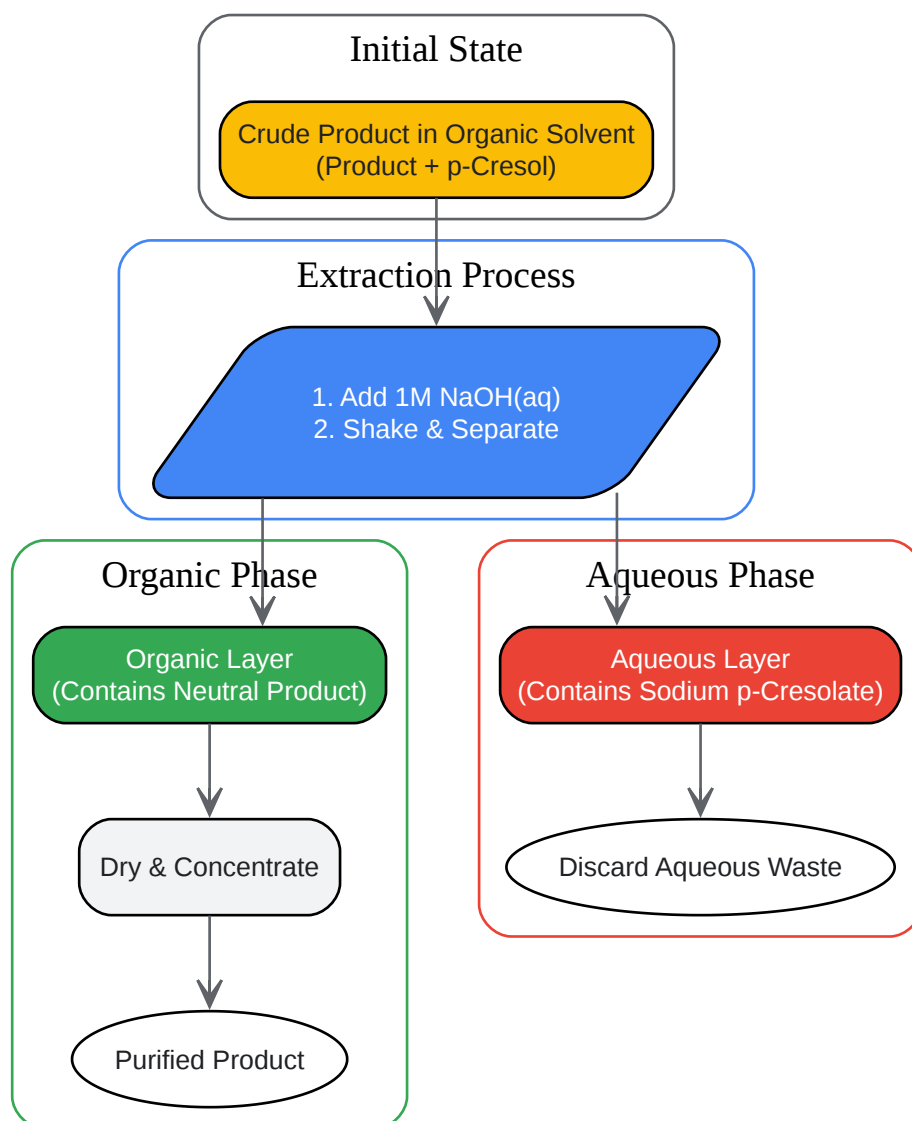 Initial State
Crude Product in Organic Solvent
(Product + p-Cresol)
Extraction Process
1. Add 1M NaOH(aq)
2. Shake & Separate
Organic Phase
Organic Layer
(Contains Neutral Product)
Dry & Concentrate
Purified Product
Aqueous Phase
Aqueous Layer
(Contains Sodium p-Cresolate)
Discard Aqueous Waste